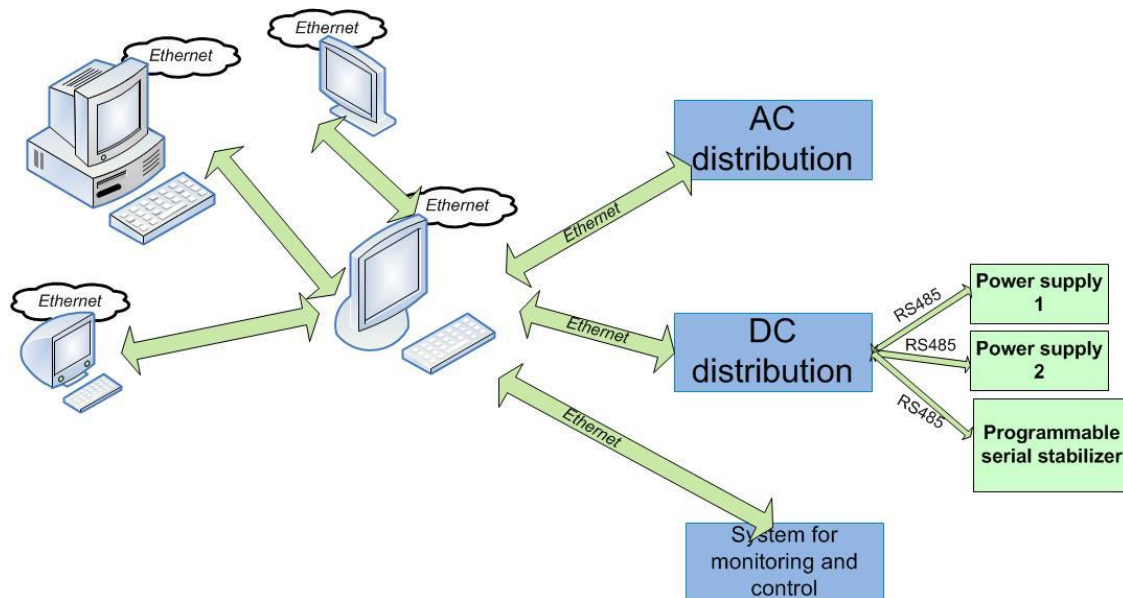 Ethernet
Ethernet
Ethernet
Ethernet
Ethernet
Ethernet
Ethernet
AC
distribution
DC
distribution
System for
monitoring and
control
RS485
RS485
RS485
Power supply
1
Power supply
2
Programmable
serial stabilizer